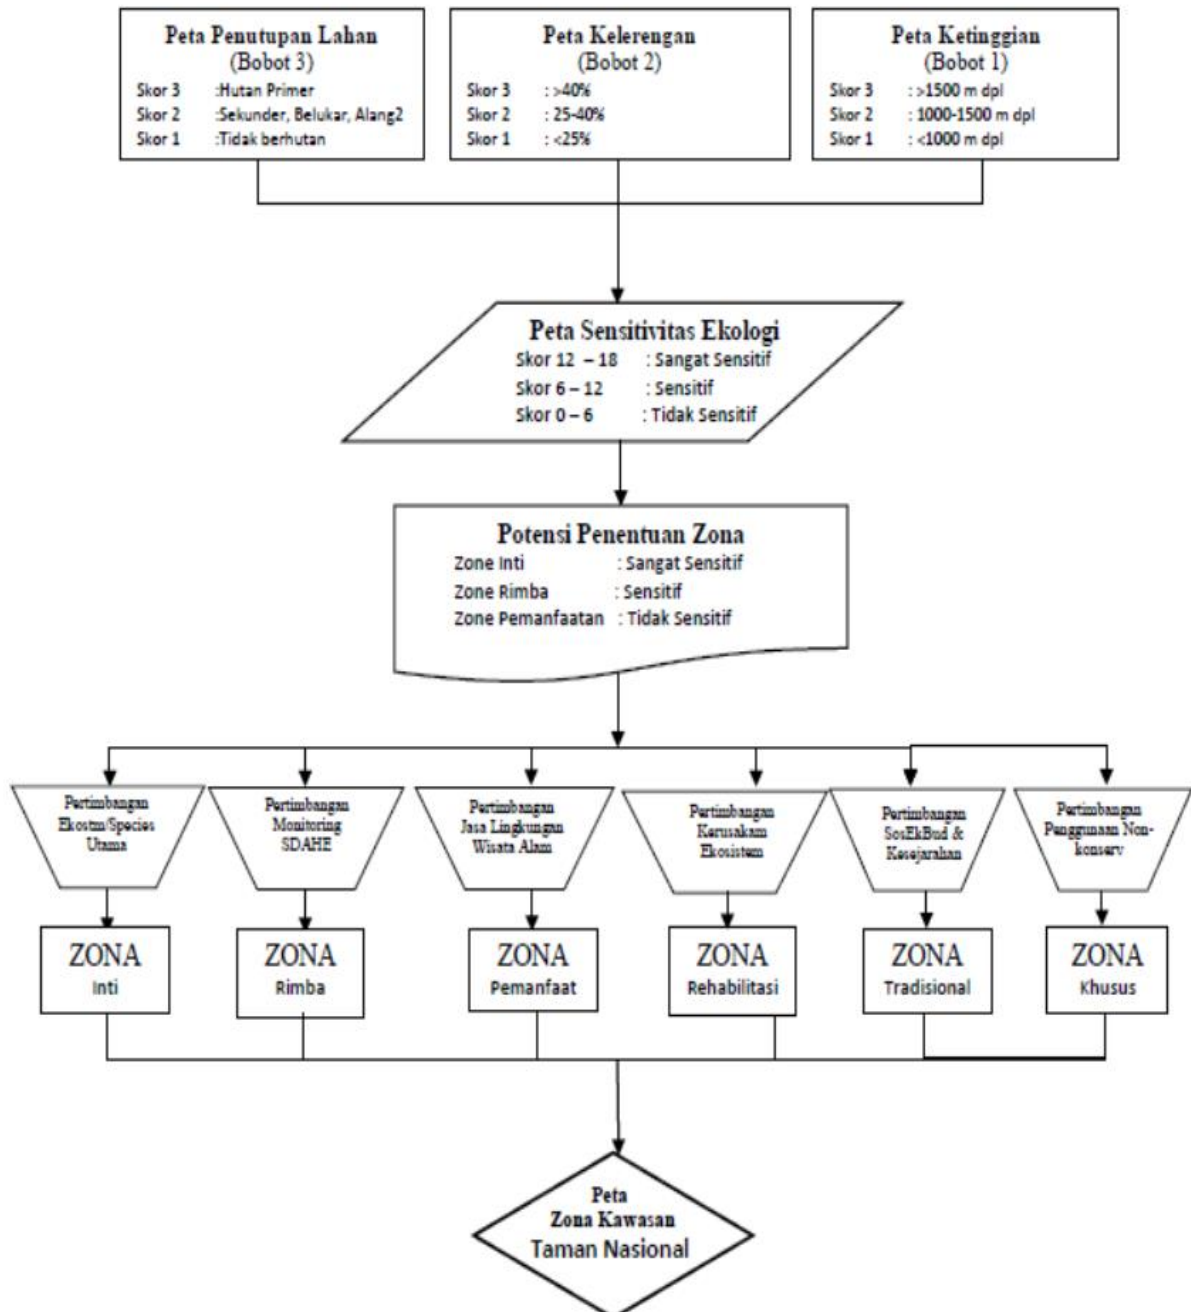 Peta Penutupan Lahan
(Bobot 3)
Skor 3 :Hutan Primer
Skor 2 :Sekunder, Belukar, Alang2
Skor 1 :Tidak berhutan
Peta Kelerengan
(Bobot 2)
Skor 3 : >40%
Skor 2 : 25-40%
Skor 1 : <25%
Peta Ketinggian
(Bobot 1)
Skor 3 : >1500 m dpl
Skor 2 : 1000-1500 m dpl
Skor 1 : <1000 m dpl
Peta Sensitivitas Ekologi
Skor 12 – 18 : Sangat Sensitif
Skor 6 – 12 : Sensitif
Skor 0 – 6 : Tidak Sensitif
Potensi Penentuan Zona
Zone Inti : Sangat Sensitif
Zone Rimba : Sensitif
Zone Pemanfaatan : Tidak Sensitif
Pertimbangan
Ekostm/Species
Utama
Pertimbangan
Monitoring
SDAHE
Pertimbangan
Jasa Lingkungan
Wisata Alam
Pertimbangan
Kerusakam
Ekosistem
Pertimbangan
SosEkBud &
Kesejarahan
Pertimbangan
Penggunaan Non-
konserv
ZONA
Inti
ZONA
Rimba
ZONA
Pemanfaat
ZONA
Rehabilitasi
ZONA
Tradisional
ZONA
Khusus
Peta
Zona Kawasan
Taman Nasional